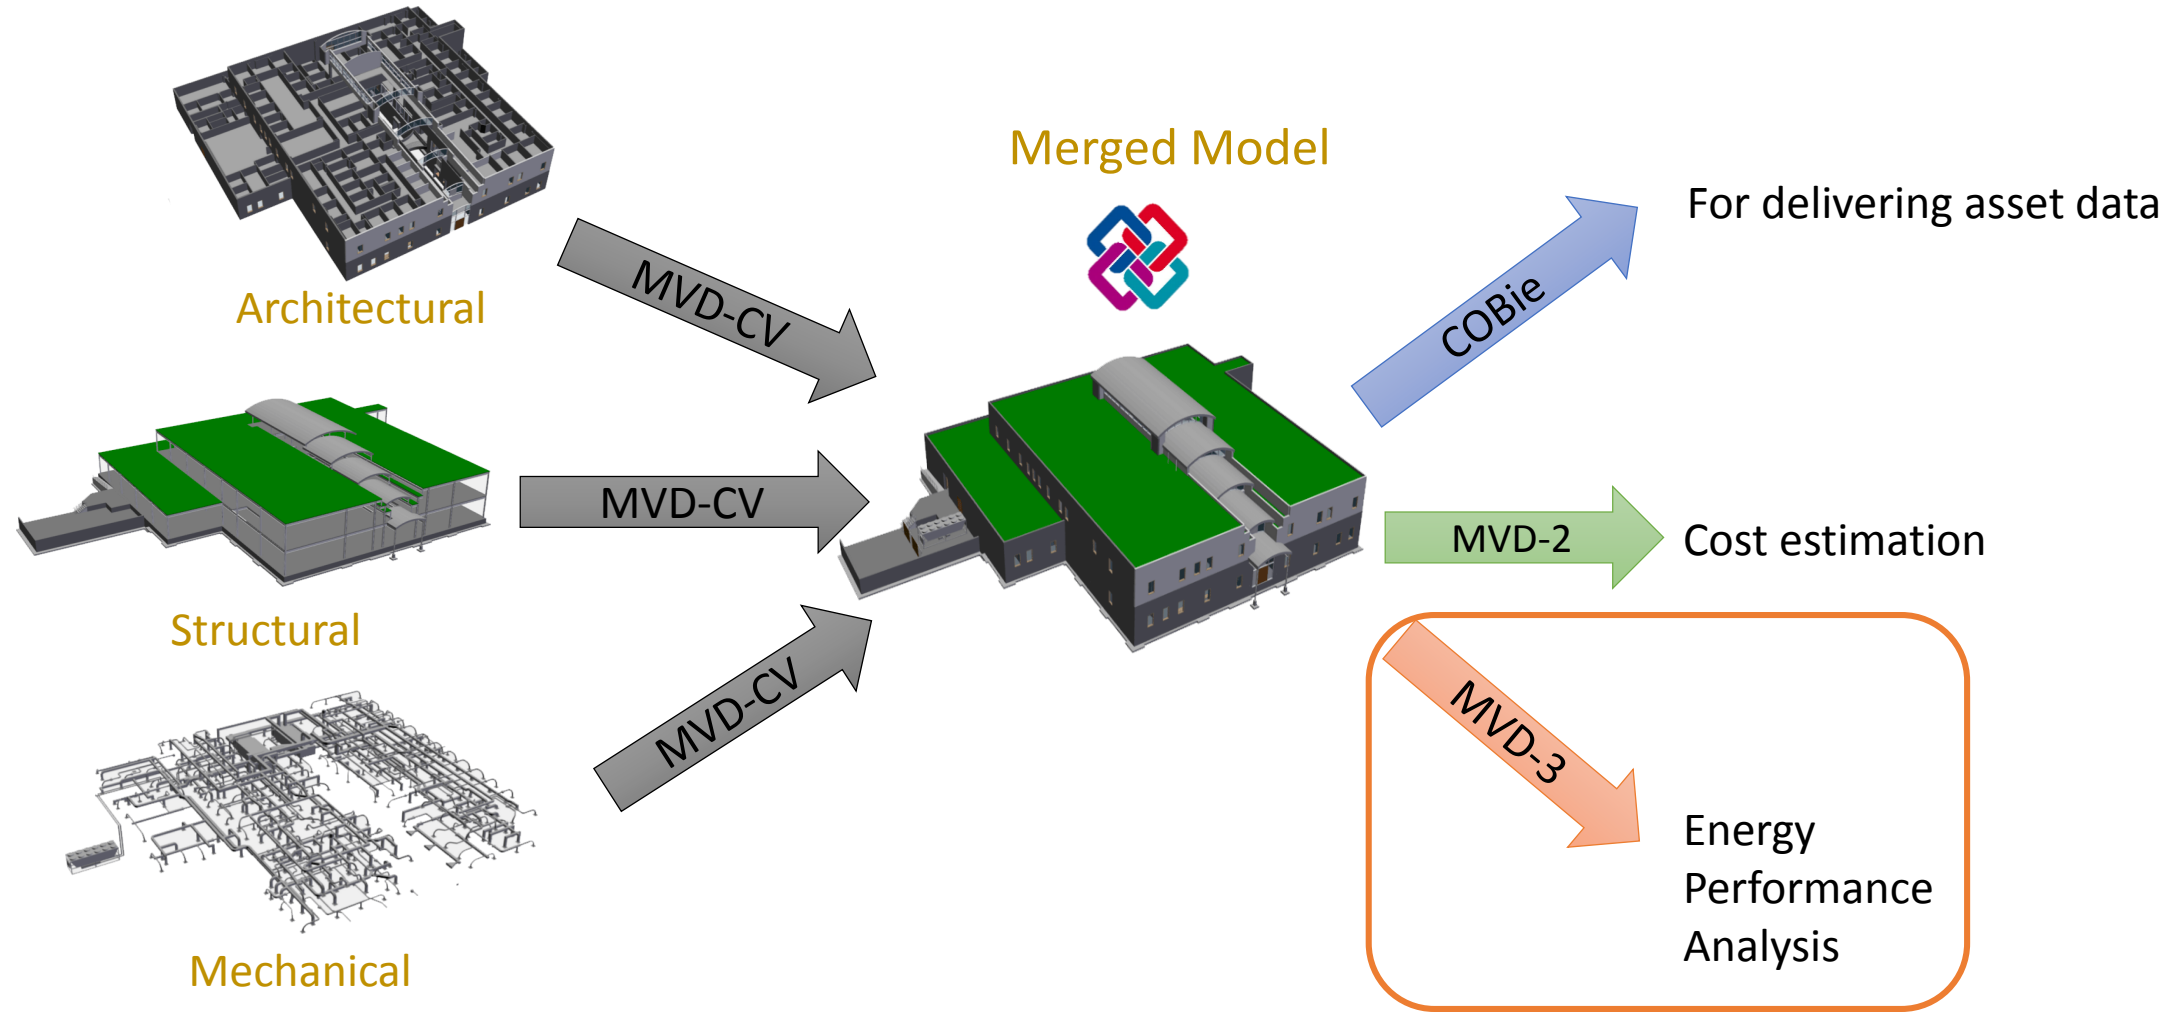 Architectural
Structural
Mechanical
MVD-CV
MVD-CV
MVD-CV
Merged Model
COBie
MVD-2
MVD-3
For delivering asset data
Cost estimation
Energy
Performance
Analysis